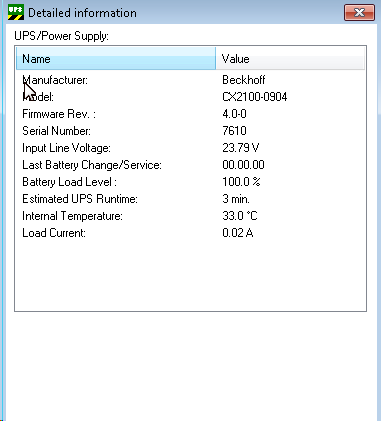 UPS Detailed information
UPS/Power Supply:
Name Value
Manufacturer: Beckhoff
Model: CX2100-0904
Firmware Rev. : 4.0-0
Serial Number: 7610
Input Line Voltage: 23.79 V
Last Battery Change/Service: 00.00.00
Battery Load Level : 100.0 %
Estimated UPS Runtime: 3 min.
Internal Temperature: 33.0 °C
Load Current: 0.02 A